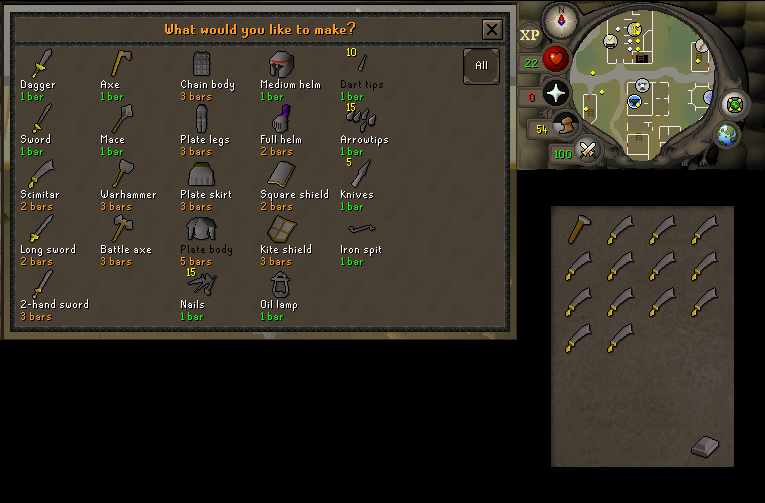 What would you like to make?
All
Dagger
1 bar
Axe
1 bar
Chain body
3 bars
Medium helm
1 bar
10
Dart tips
1 bar
Sword
1 bar
Mace
1 bar
Plate legs
3 bars
Full helm
2 bars
15
Arrowtips
1 bar
Scimitar
2 bars
Warhammer
3 bars
Plate skirt
3 bars
Square shield
2 bars
5
Knives
1 bar
Long sword
2 bars
Battle axe
3 bars
Plate body
5 bars
Kite shield
3 bars
Iron spit
1 bar
2-hand sword
3 bars
15
Nails
1 bar
Oil lamp
1 bar
XP
22
0
54
100